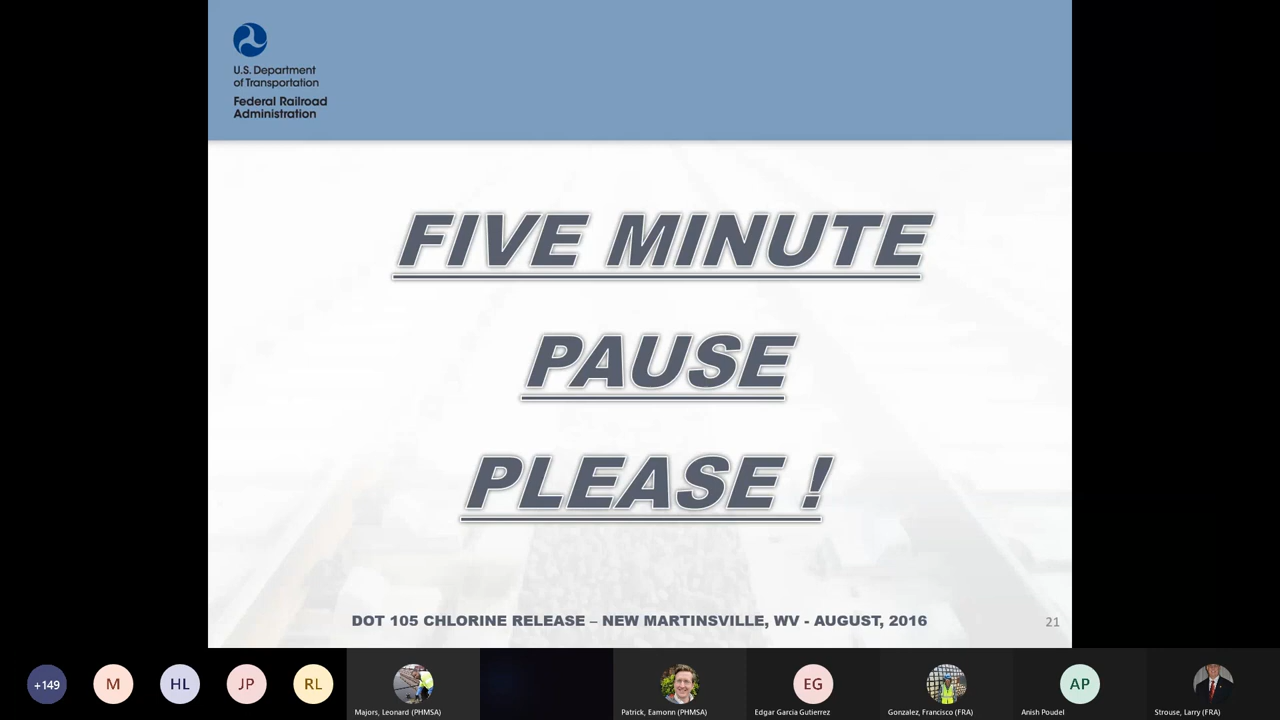 U.S. Department
of Transportation
Federal Railroad
Administration
FIVE MINUTE
PAUSE
PLEASE !
DOT 105 CHLORINE RELEASE – NEW MARTINSVILLE, WV - AUGUST, 2016
21
+149
M
HL
JP
RL
EG
AP
Majors, Leonard (PHMSA)
Patrick, Eamonn (PHMSA)
Edgar Garcia Gutierrez
Gonzalez, Francisco (FRA)
Anish Poudel
Strouse, Larry (FRA)